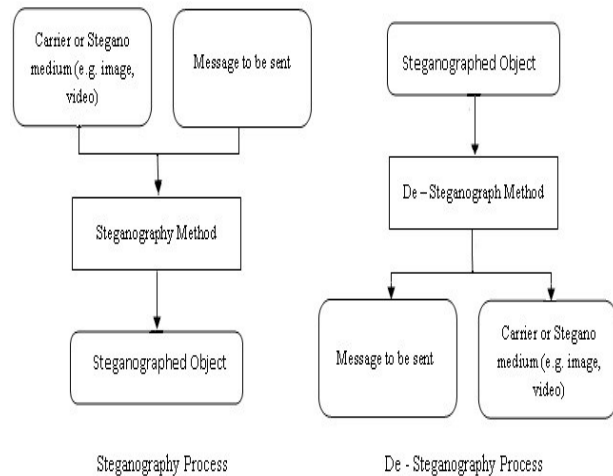 Carrier or Stegano
medium (e.g. image,
video)
Message to be sent
Steganography Method
Steganographed Object
Steganography Process
Steganographed Object
De – Steganograph Method
Message to be sent
Carrier or Stegano
medium (e.g. image,
video)
De - Steganography Process